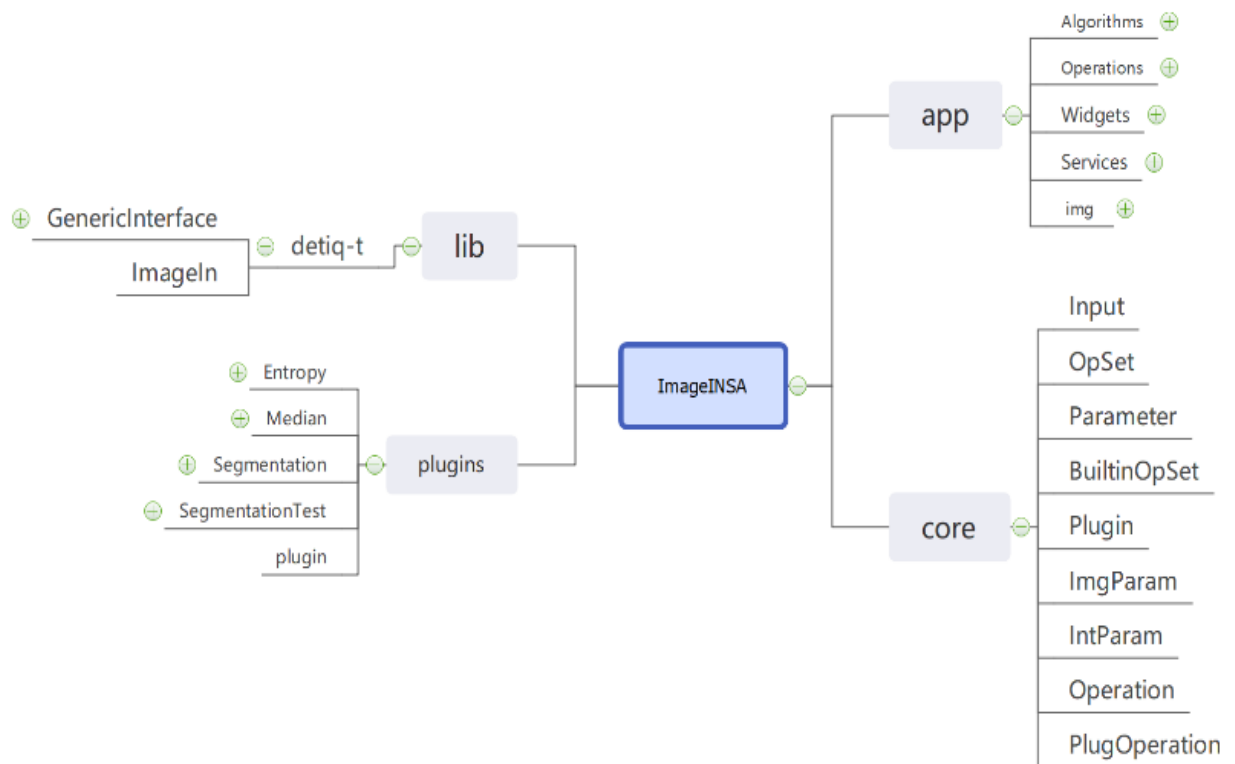 Algorithms
Operations
app
Widgets
Services
img
GenericInterface
detiq-t
lib
ImageIn
Input
OpSet
ImageINSA
Entropy
Median
Parameter
plugins
Segmentation
BuiltinOpSet
SegmentationTest
core
Plugin
plugin
ImgParam
IntParam
Operation
PlugOperation